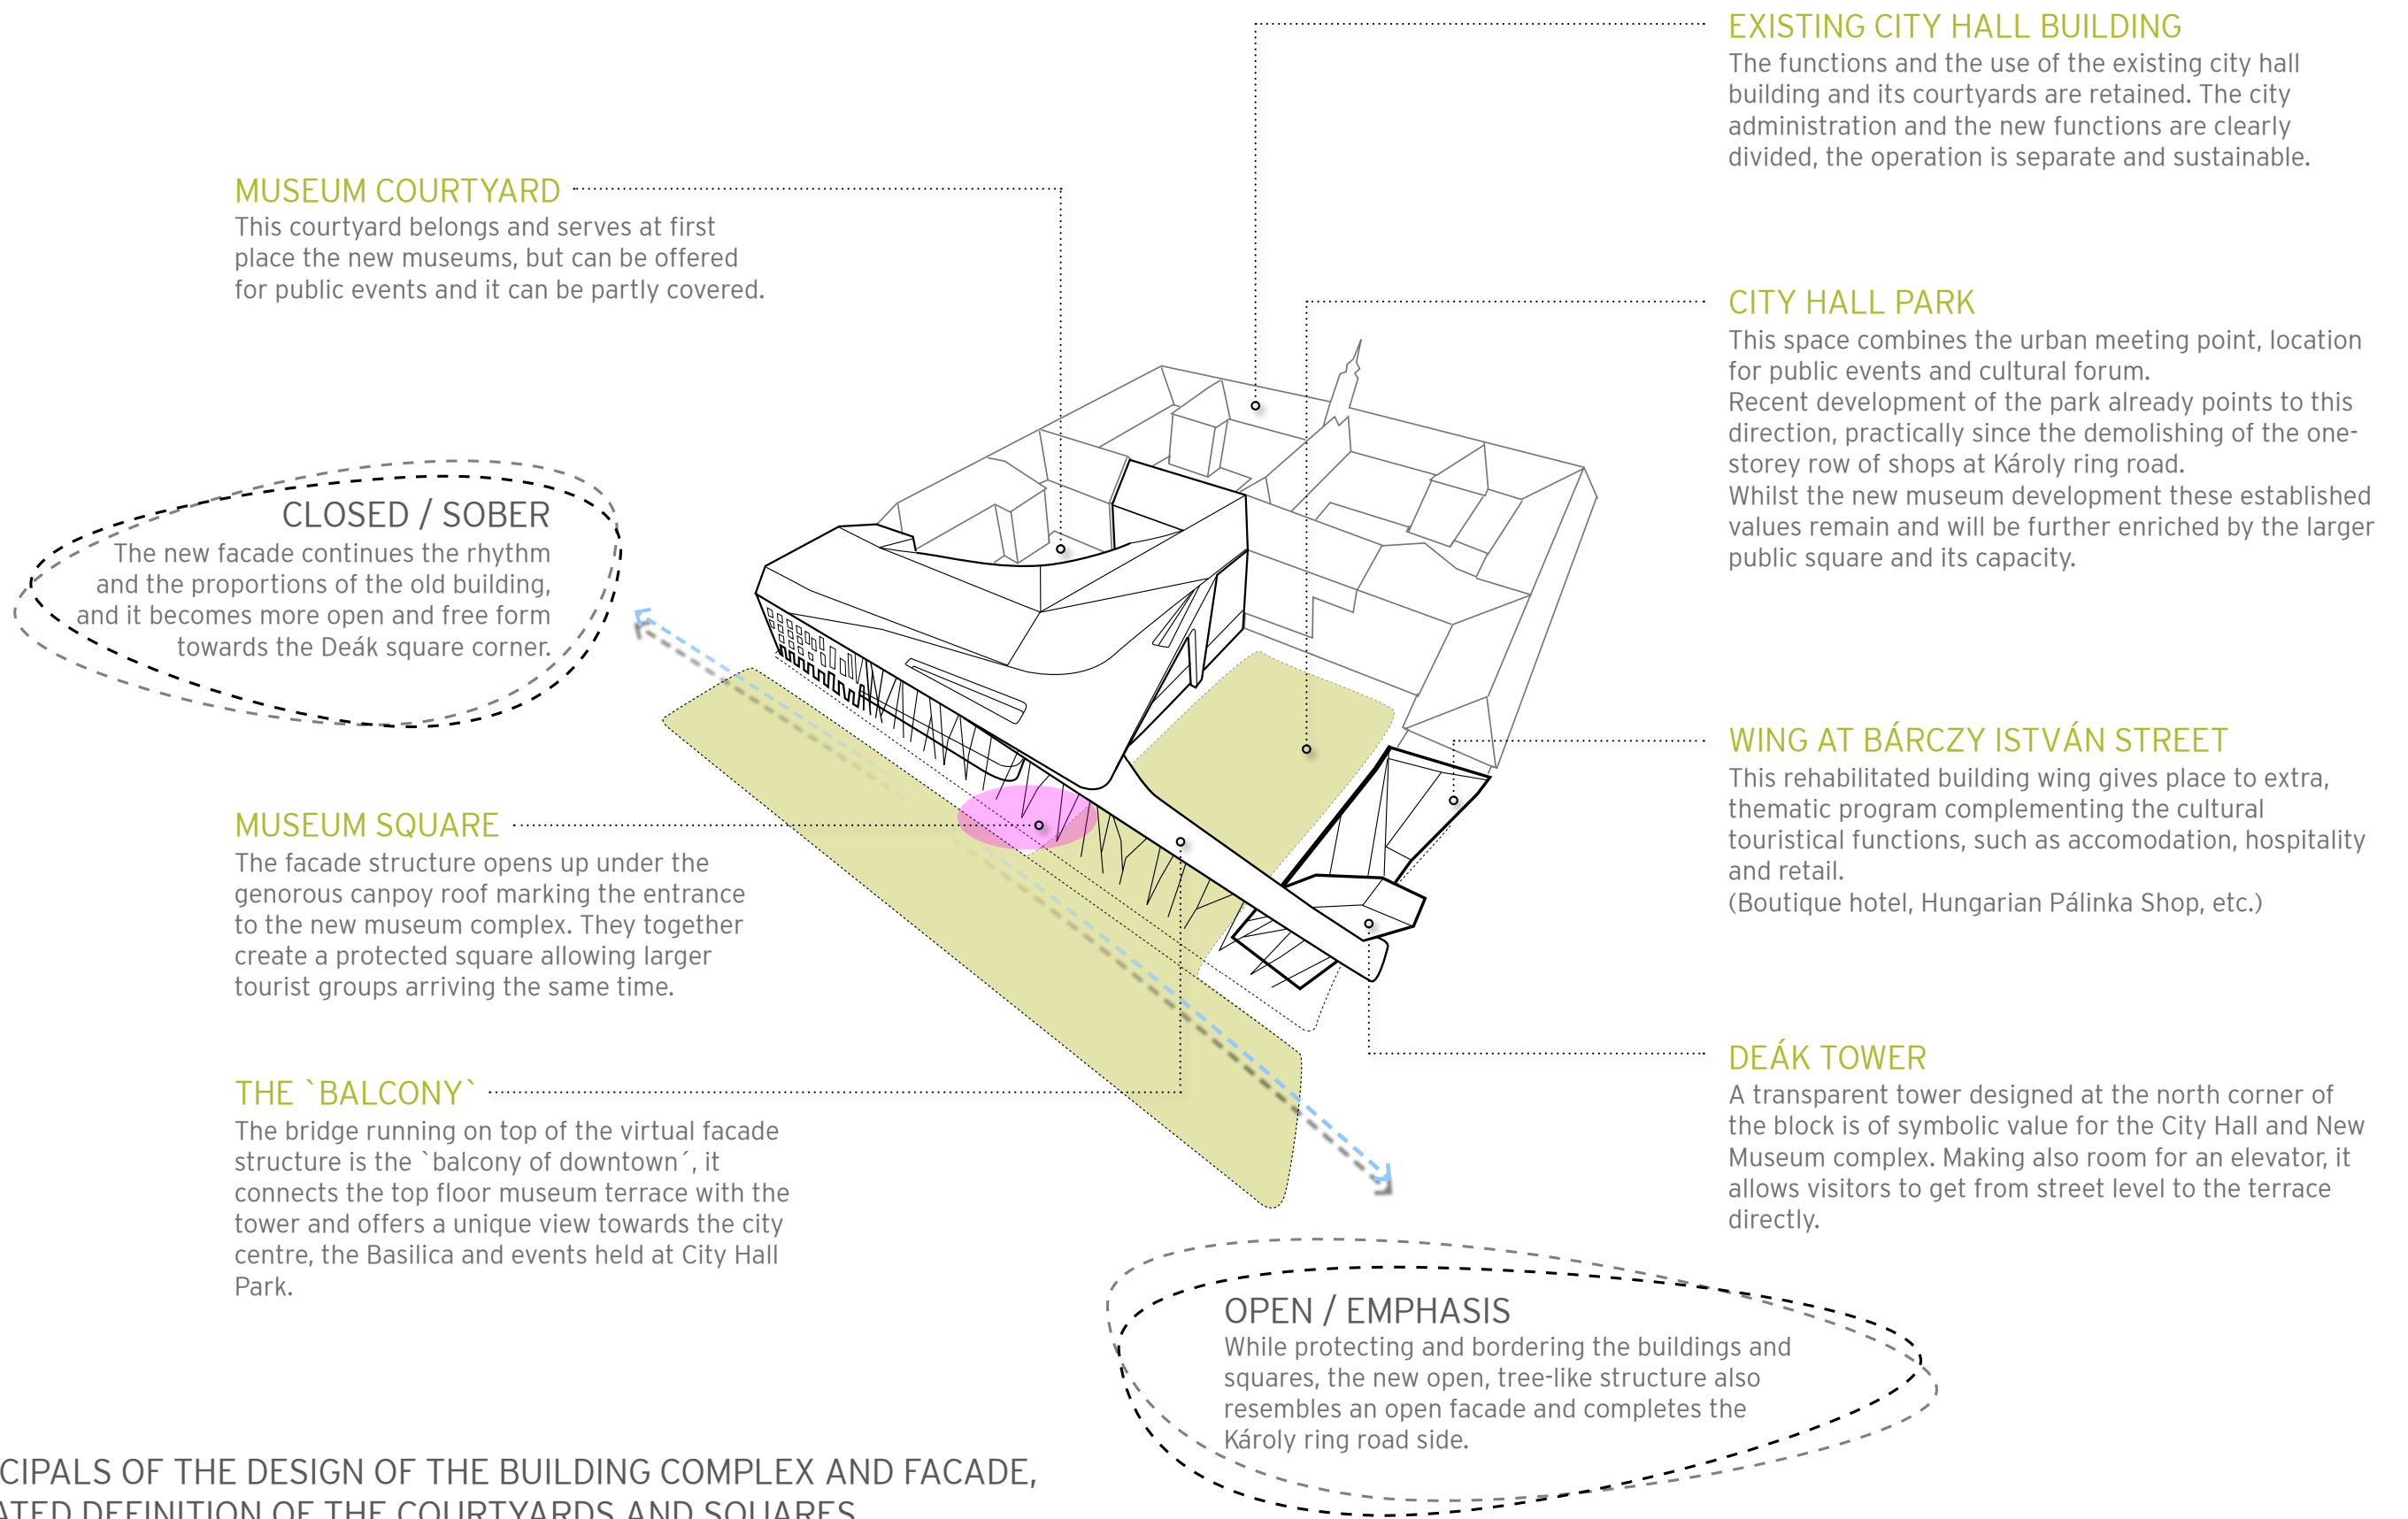 EXISTING CITY HALL BUILDING
The functions and the use of the existing city hall
building and its courtyards are retained. The city
administration and the new functions are clearly
divided, the operation is separate and sustainable.
MUSEUM COURTYARD
This courtyard belongs and serves at first
place the new museums, but can be offered
for public events and it can be partly covered.
CITY HALL PARK
This space combines the urban meeting point, location
for public events and cultural forum.
Recent development of the park already points to this
direction, practically since the demolishing of the one-
storey row of shops at Károly ring road.
Whilst the new museum development these established
values remain and will be further enriched by the larger
public square and its capacity.
CLOSED / SOBER
The new facade continues the rhythm
and the proportions of the old building,
and it becomes more open and free form
towards the Deák square corner.
WING AT BÁRCZY ISTVÁN STREET
This rehabilitated building wing gives place to extra,
thematic program complementing the cultural
touristical functions, such as accomodation, hospitality
and retail.
(Boutique hotel, Hungarian Pálinka Shop, etc.)
MUSEUM SQUARE
The facade structure opens up under the
genorous canpoy roof marking the entrance
to the new museum complex. They together
create a protected square allowing larger
tourist groups arriving the same time.
DEÁK TOWER
A transparent tower designed at the north corner of
the block is of symbolic value for the City Hall and New
Museum complex. Making also room for an elevator, it
allows visitors to get from street level to the terrace
directly.
THE `BALCONY`
The bridge running on top of the virtual facade
structure is the `balcony of downtown´, it
connects the top floor museum terrace with the
tower and offers a unique view towards the city
centre, the Basilica and events held at City Hall
Park.
OPEN / EMPHASIS
While protecting and bordering the buildings and
squares, the new open, tree-like structure also
resembles an open facade and completes the
Károly ring road side.
CIPALS OF THE DESIGN OF THE BUILDING COMPLEX AND FACADE,
ATED DEFINITION OF THE COURTYARDS AND SQUARES